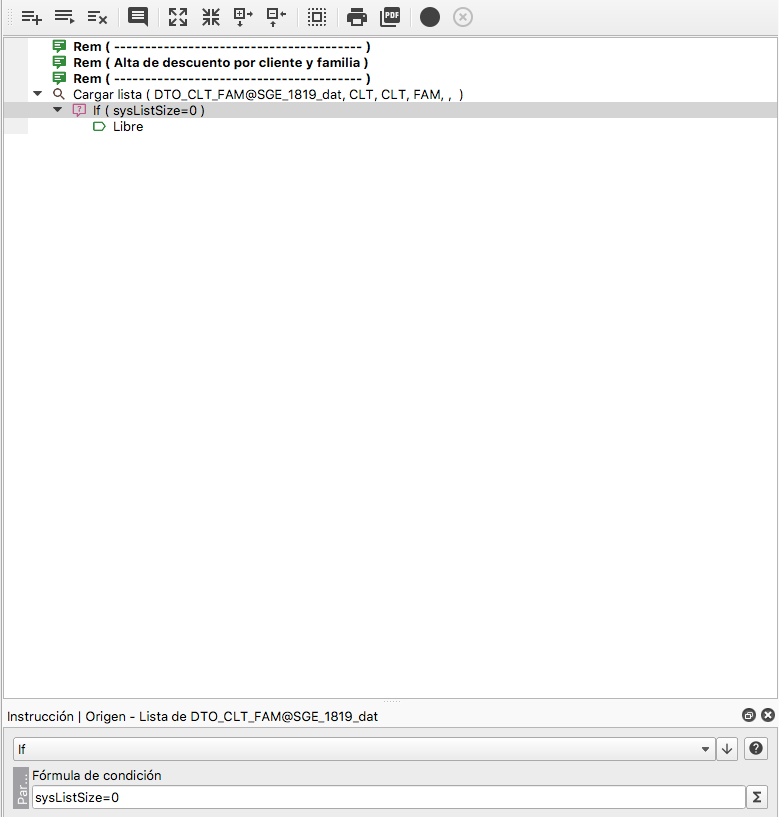 PDF
Rem ( ----------------------------------------- )
Rem ( Alta de descuento por cliente y familia )
Rem ( ----------------------------------------- )
Cargar lista ( DTO_CLT_FAM@SGE_1819_dat, CLT, CLT, FAM, , )
If ( sysListSize=0 )
Libre
Instrucción | Origen - Lista de DTO_CLT_FAM@SGE_1819_dat
If
Par...
Fórmula de condición
sysListSize=0
Σ